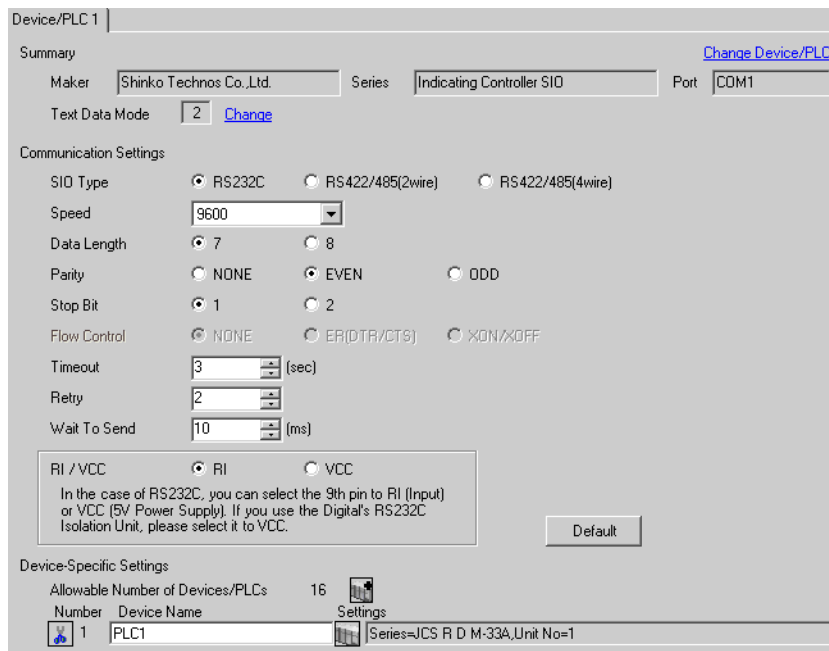 Device/PLC 1
Summary
Change Device/PLC
Maker Shinko Technos Co.,Ltd. Series Indicating Controller SIO Port COM1
Text Data Mode 2 Change
Communication Settings
SIO Type RS232C RS422/485(2wire) RS422/485(4wire)
Speed 9600
Data Length 7 8
Parity NONE EVEN ODD
Stop Bit 1 2
Flow Control NONE ER(DTR/CTS) XON/XOFF
Timeout 3 (sec)
Retry 2
Wait To Send 10 (ms)
RI / VCC RI VCC
In the case of RS232C, you can select the 9th pin to RI (Input)
or VCC (5V Power Supply). If you use the Digital's RS232C
Isolation Unit, please select it to VCC.
Default
Device-Specific Settings
Allowable Number of Devices/PLCs 16
Number Device Name Settings
1 PLC1 Series=JCS R D M-33A,Unit No=1